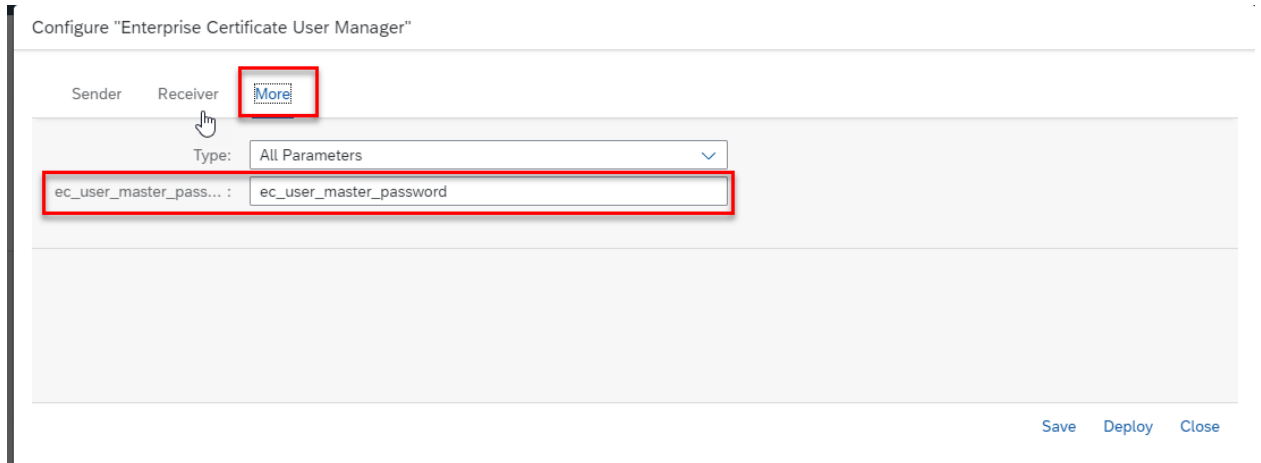 Configure "Enterprise Certificate User Manager"
Sender Receiver More
Type: All Parameters
ec_user_master_pass... : ec_user_master_password
Save Deploy Close